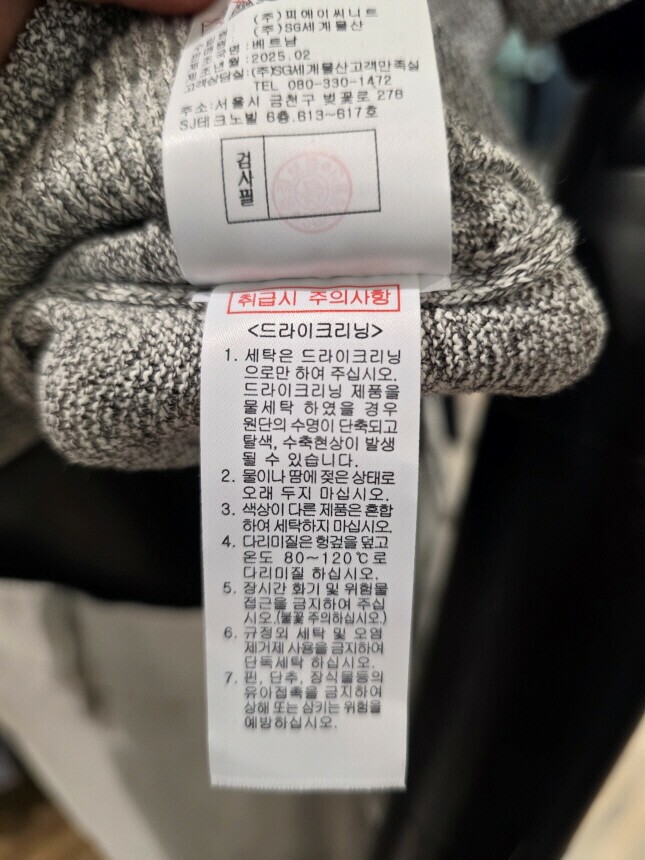 (주)피에이씨니트
(주)SG세계물산
베트남
제조년월 : 2025.02
고객상담실:(주)SG세계물산고객만족실
TEL 080-330-1472
주소:서울시 금천구 벚꽃로 278
SJ테크노빌 6층.613~617호
검사필
취급시 주의사항
<드라이크리닝>
1. 세탁은 드라이크리닝
으로만 하여 주십시오.
드라이크리닝 제품을
물세탁 하였을 경우
원단의 수명이 단축되고
탈색, 수축현상이 발생
될 수 있습니다.
2. 물이나 땀에 젖은 상태로
오래 두지 마십시오.
3. 색상이 다른 제품은 혼합
하여 세탁하지 마십시오.
4. 다리미질은 헝겊을 덮고
온도 80~120℃로
다리미질 하십시오.
5. 장시간 화기 및 위험물
접근을 금지하여 주십
시오.(불꽃 주의하십시오.)
6. 규정외 세탁 및 오염
제거제 사용을 금지하여
단독세탁 하십시오.
7. 핀, 단추, 장식물등의
유아접촉을 금지하여
상해 또는 삼키는 위험을
예방하십시오.